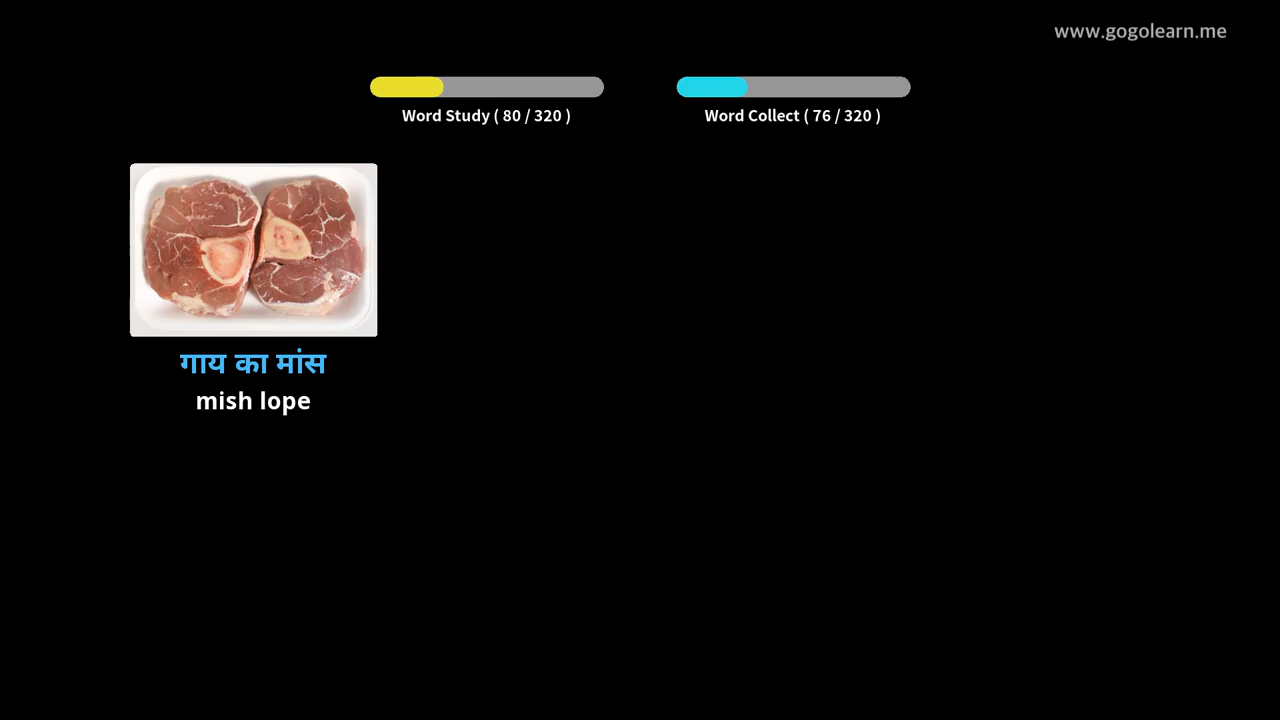 www.gogolearn.me
Word Study ( 80 / 320 )
Word Collect ( 76 / 320 )
गाय का मांस
mish lope